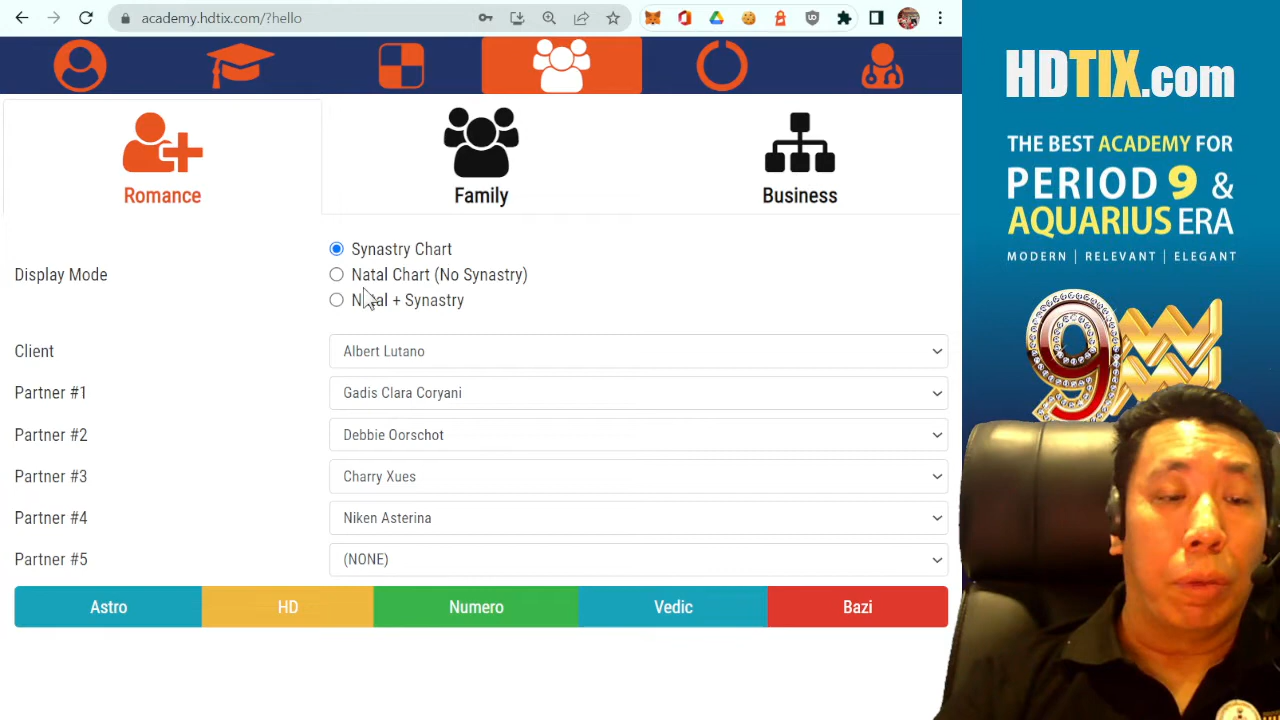 academy.hdtix.com/?hello
HDTIX.com
THE BEST ACADEMY FOR
PERIOD 9 &
AQUARIUS ERA
MODERN | RELEVANT | ELEGANT
9
Romance
Family
Business
Display Mode
Synastry Chart
Natal Chart (No Synastry)
Natal + Synastry
Client
Albert Lutano
Partner #1
Gadis Clara Coryani
Partner #2
Debbie Oorschot
Partner #3
Charry Xues
Partner #4
Niken Asterina
Partner #5
(NONE)
Astro
HD
Numero
Vedic
Bazi